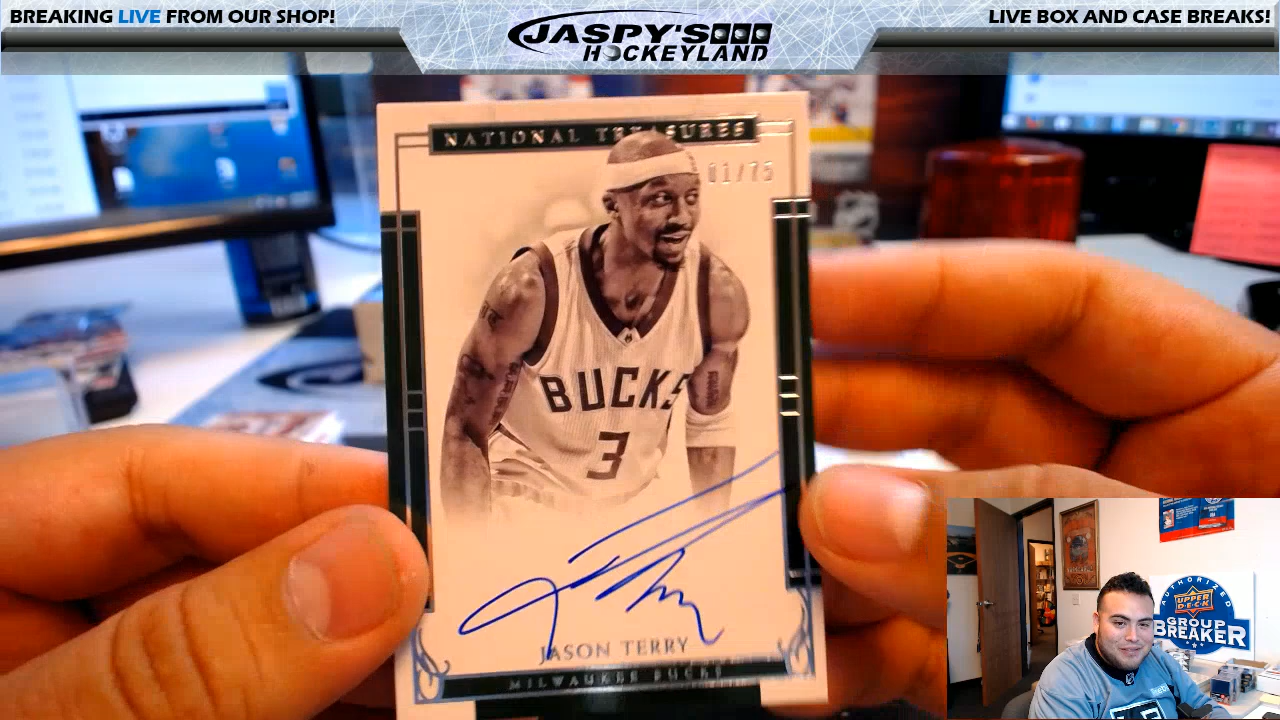 BREAKING LIVE FROM OUR SHOP!
JASPY'S
HOCKEYLAND
LIVE BOX AND CASE BREAKS!
NATIONAL TREASURES
01/75
BUCKS
3
JASON TERRY
MILWAUKEE BUCKS
AUTHORIZED
UPPER DECK
GROUP
BREAKER